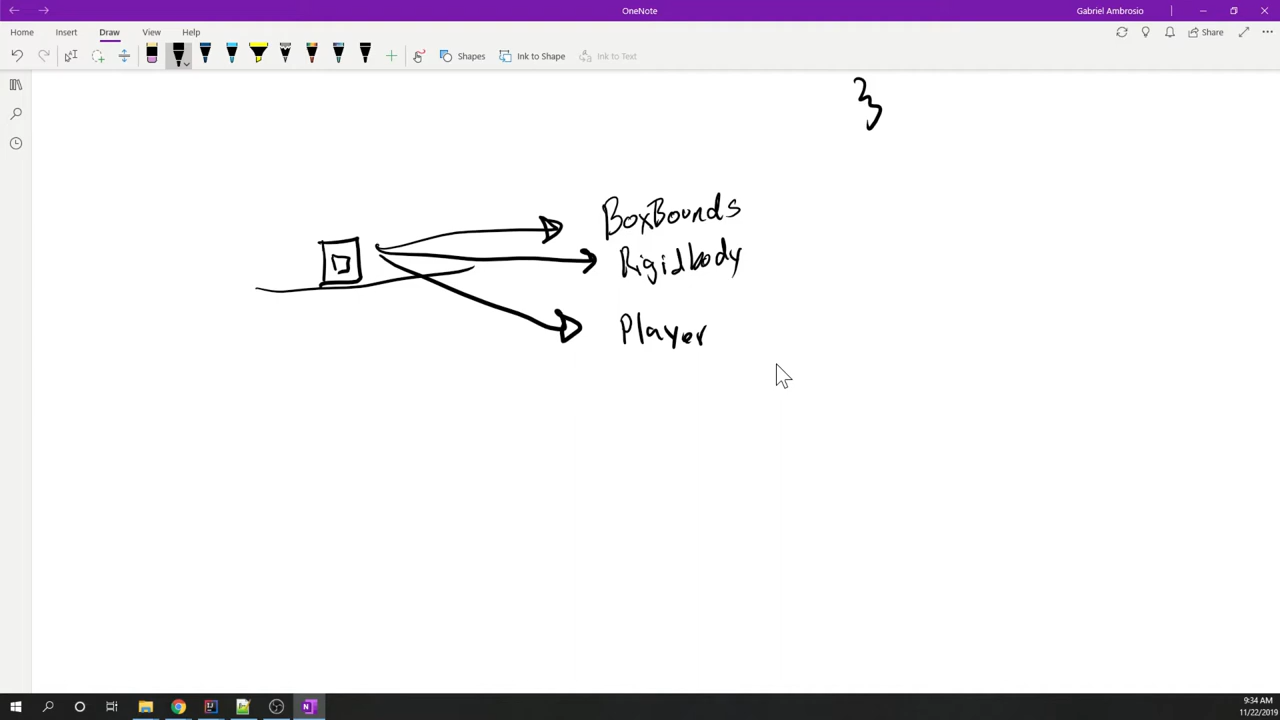 OneNote
Gabriel Ambrosio
Home Insert Draw View Help
Share
Shapes Ink to Shape Ink to Text
}
BoxBounds
Rigidbody
Player
9:34 AM
11/22/2019